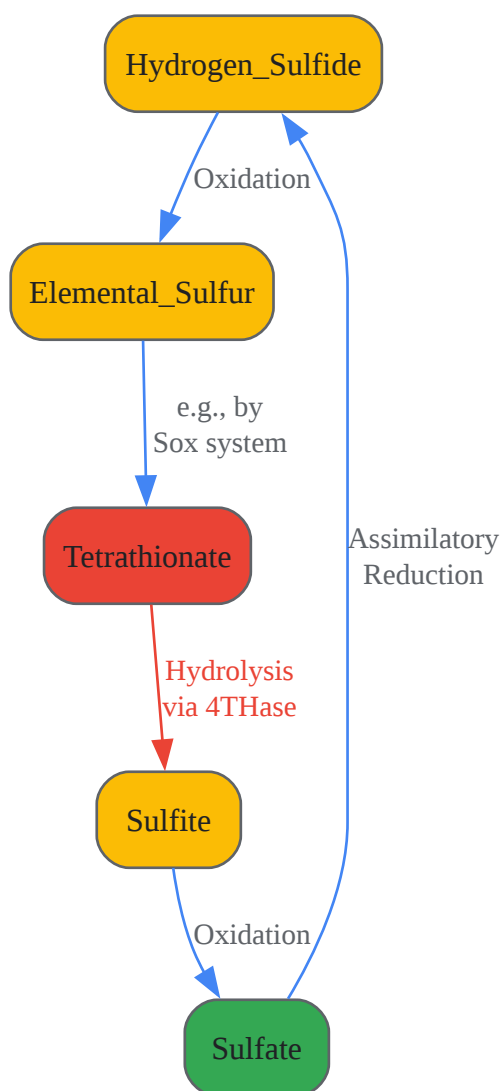 Hydrogen_Sulfide
Oxidation
Elemental_Sulfur
e.g., by
Sox system
Tetrathionate
Assimilatory
Reduction
Hydrolysis
via 4THase
Sulfite
Oxidation
Sulfate